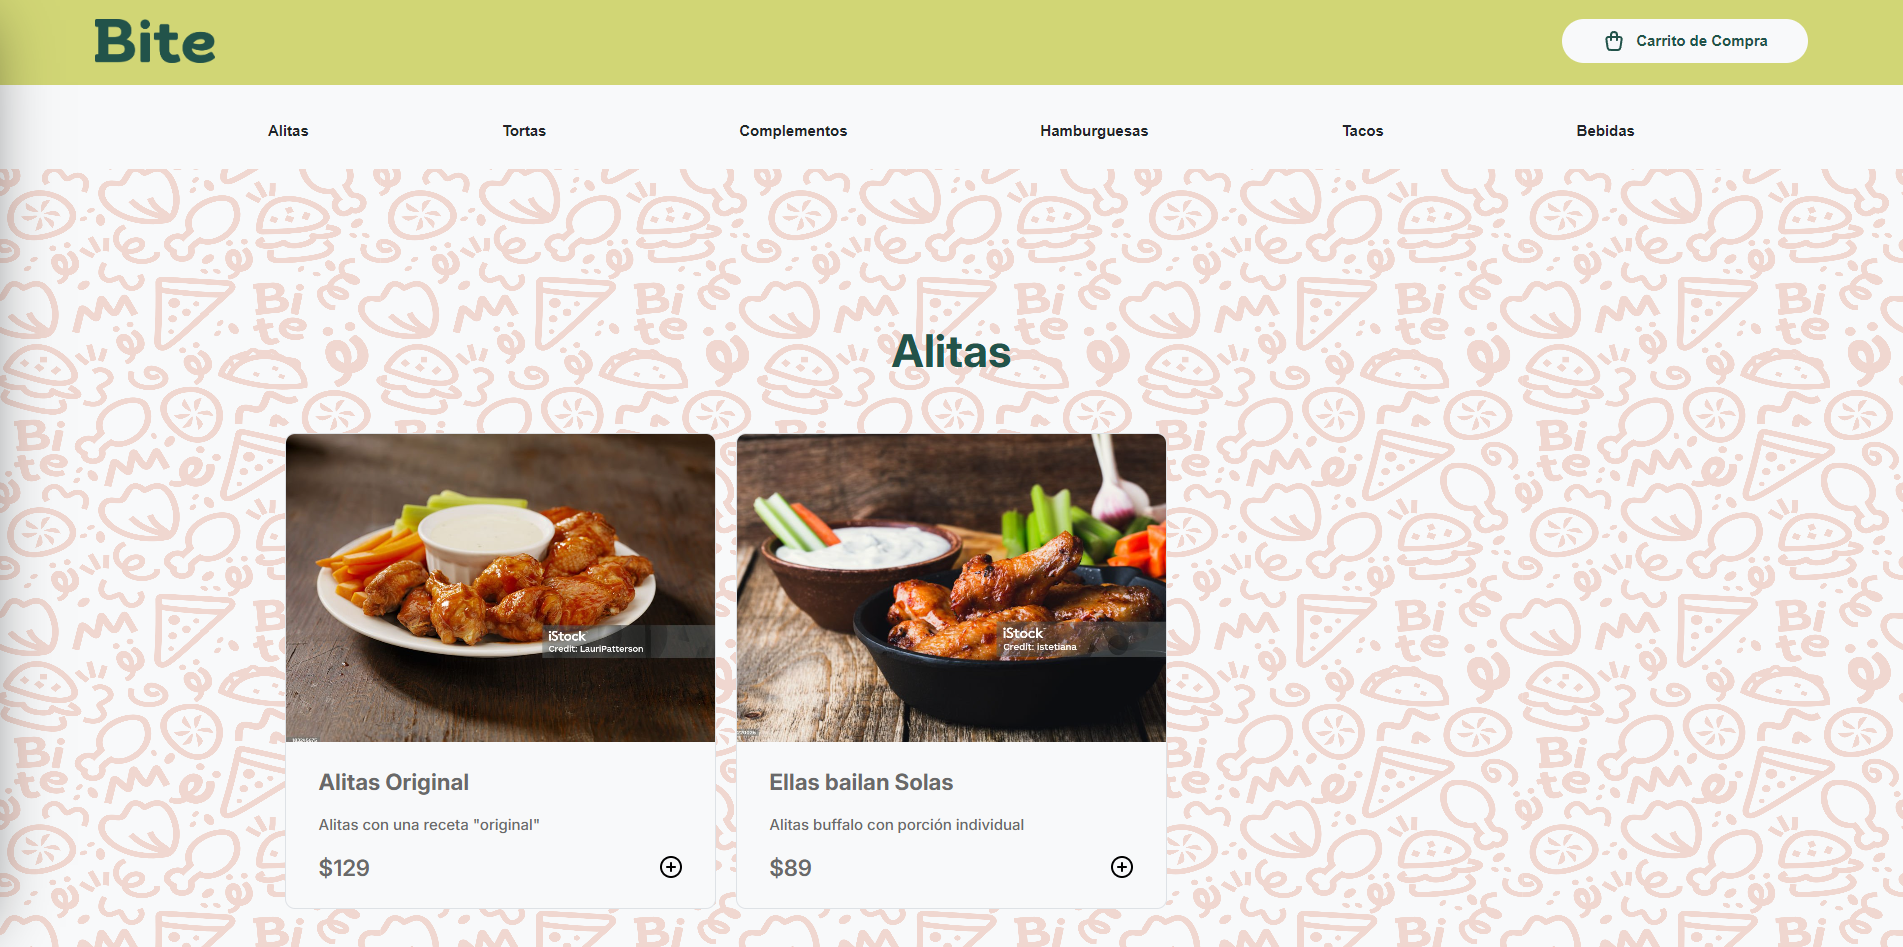 Bite
Carrito de Compra
Alitas
Tortas
Complementos
Hamburguesas
Tacos
Bebidas
Alitas
iStock
Credit: LauriPatterson
iStock
Credit: istetiana
Alitas Original
Alitas con una receta "original"
$129
Ellas bailan Solas
Alitas buffalo con porción individual
$89